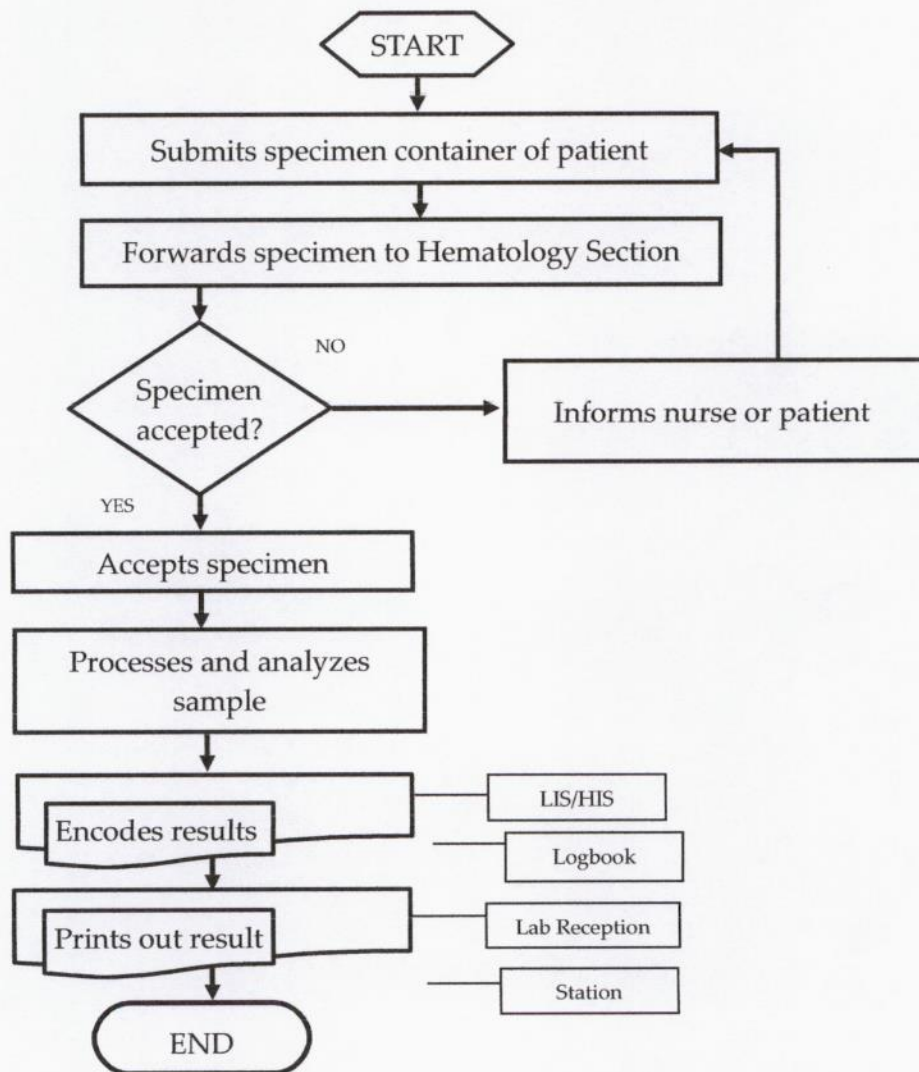 START
Submits specimen container of patient
Forwards specimen to Hematology Section
NO
Specimen
accepted?
Informs nurse or patient
YES
Accepts specimen
Processes and analyzes
sample
LIS/HIS
Encodes results
Logbook
Lab Reception
Prints out result
Station
END